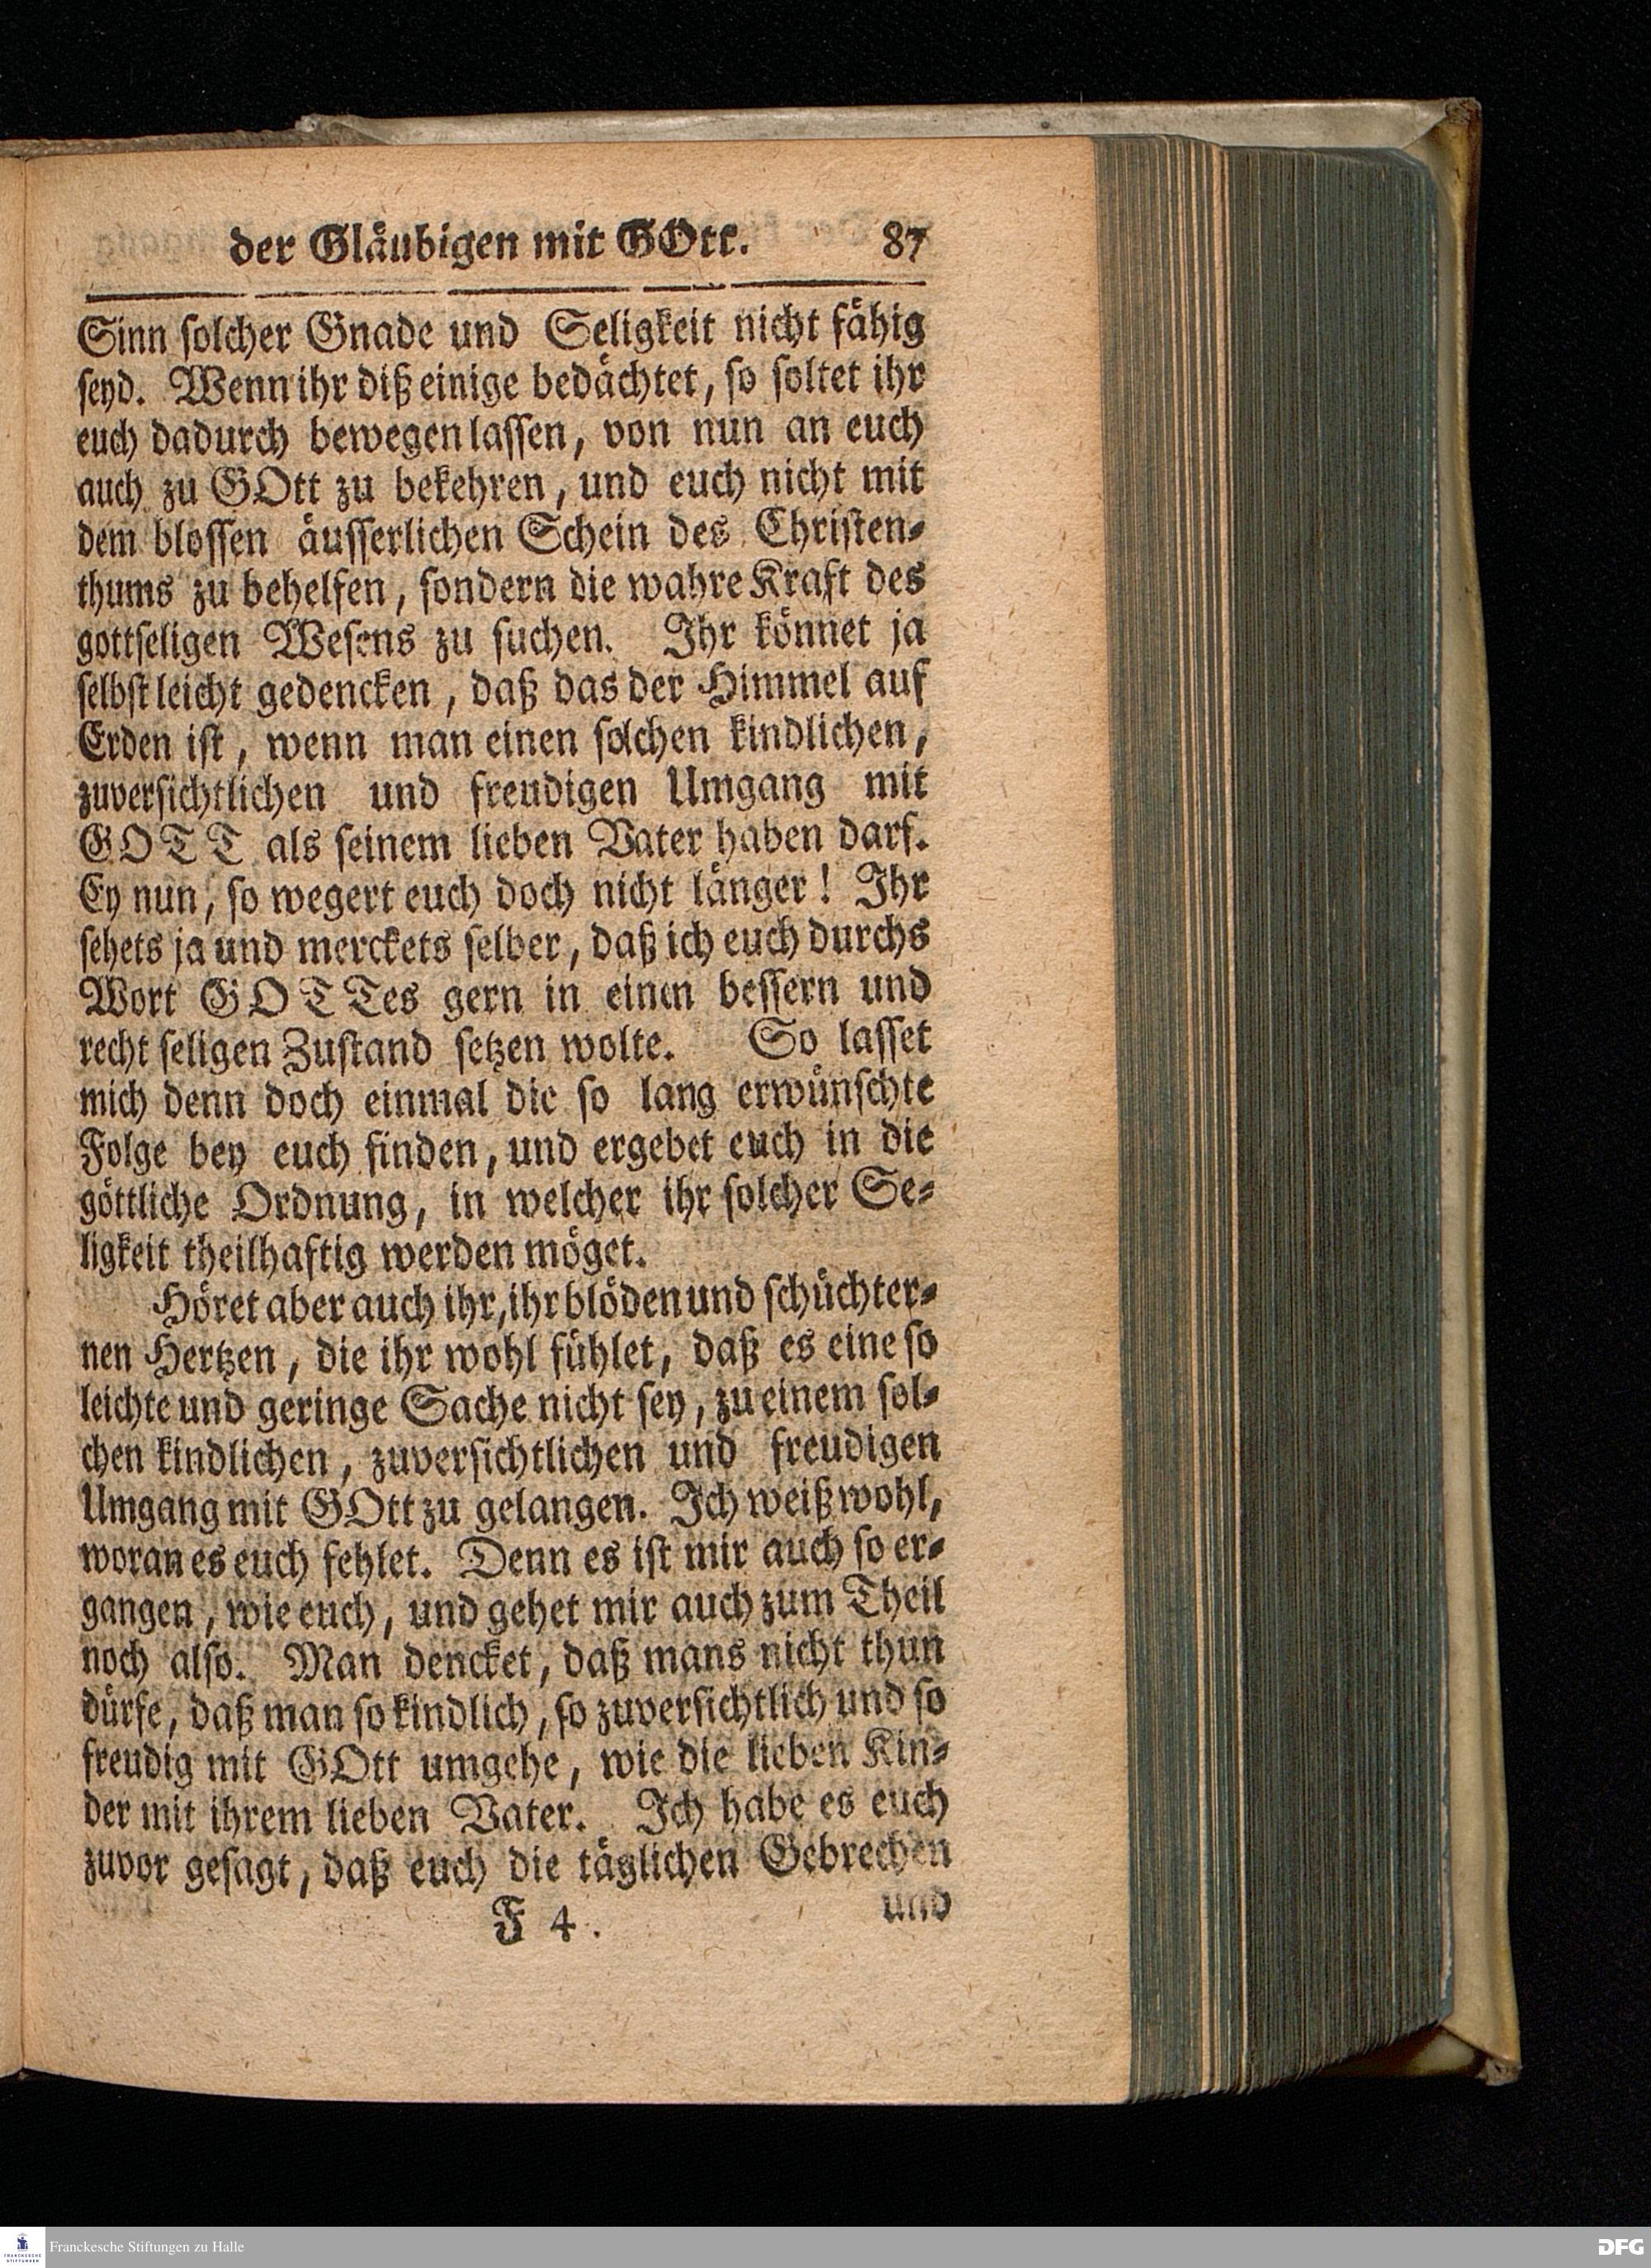 der Gläubigen mit GOtt. 87
Sinn solcher Gnade und Seligkeit nicht fähig
seyd. Wenn ihr diß einige bedächtet, so soltet ihr
euch dadurch bewegen lassen, von nun an euch
auch zu GOtt zu bekehren, und euch nicht mit
dem blossen äusserlichen Schein des Christen-
thums zu behelfen, sondern die wahre Kraft des
gottseligen Wesens zu suchen. Ihr könnet ja
selbst leicht gedencken, daß das der Himmel auf
Erden ist, wenn man einen solchen kindlichen,
zuversichtlichen und freudigen Umgang mit
GOTT als seinem lieben Vater haben darf.
Ey nun, so wegert euch doch nicht länger! Ihr
sehets ja und merckets selber, daß ich euch durchs
Wort GOTTes gern in einen bessern und
recht seligen Zustand setzen wolte. So lasset
mich denn doch einmal die so lang erwünschte
Folge bey euch finden, und ergebet euch in die
göttliche Ordnung, in welcher ihr solcher Se-
ligkeit theilhaftig werden möget.
Höret aber auch ihr, ihr blöden und schüchter-
nen Hertzen, die ihr wohl fühlet, daß es eine so
leichte und geringe Sache nicht sey, zu einem sol-
chen kindlichen, zuversichtlichen und freudigen
Umgang mit GOtt zu gelangen. Ich weiß wohl,
woran es euch fehlet. Denn es ist mir auch so er-
gangen, wie euch, und gehet mir auch zum Theil
noch also. Man dencket, daß mans nicht thun
dürfe, daß man so kindlich, so zuversichtlich und so
freudig mit GOtt umgehe, wie die lieben Kin-
der mit ihrem lieben Vater. Ich habe es euch
zuvor gesagt, daß euch die täglichen Gebrechen
F 4. und
FRANCKESCHE STIFTUNGEN
Franckesche Stiftungen zu Halle
DFG